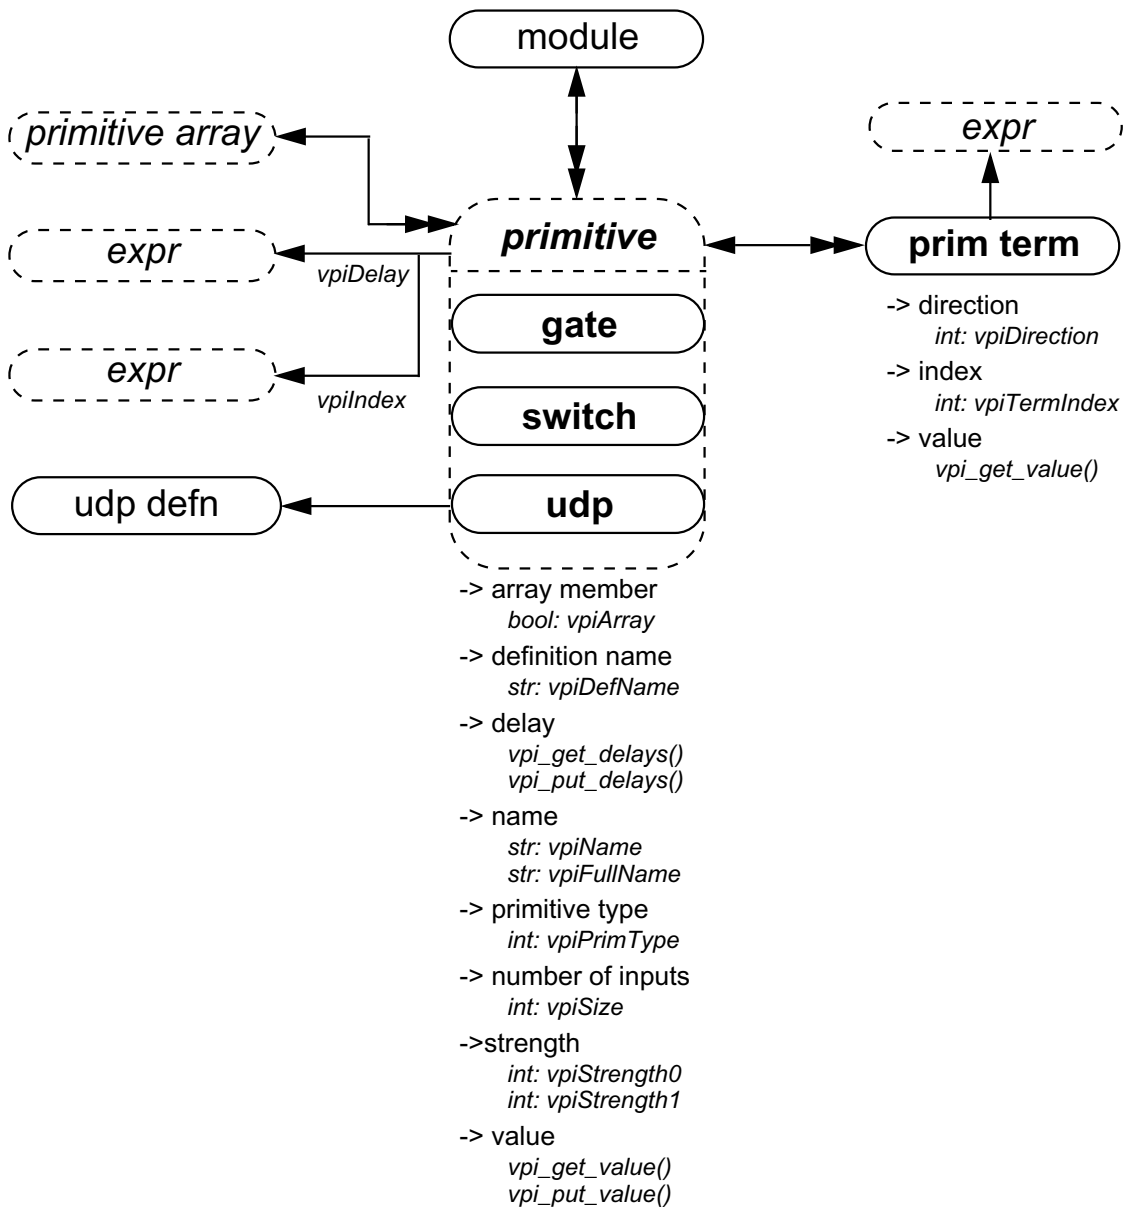 module
primitive array
expr
primitive
expr
prim term
vpiDelay
gate
expr
vpiIndex
switch
udp defn
udp
-> direction
int: vpiDirection
-> index
int: vpiTermIndex
-> value
vpi_get_value()
-> array member
bool: vpiArray
-> definition name
str: vpiDefName
-> delay
vpi_get_delays()
vpi_put_delays()
-> name
str: vpiName
str: vpiFullName
-> primitive type
int: vpiPrimType
-> number of inputs
int: vpiSize
->strength
int: vpiStrength0
int: vpiStrength1
-> value
vpi_get_value()
vpi_put_value()